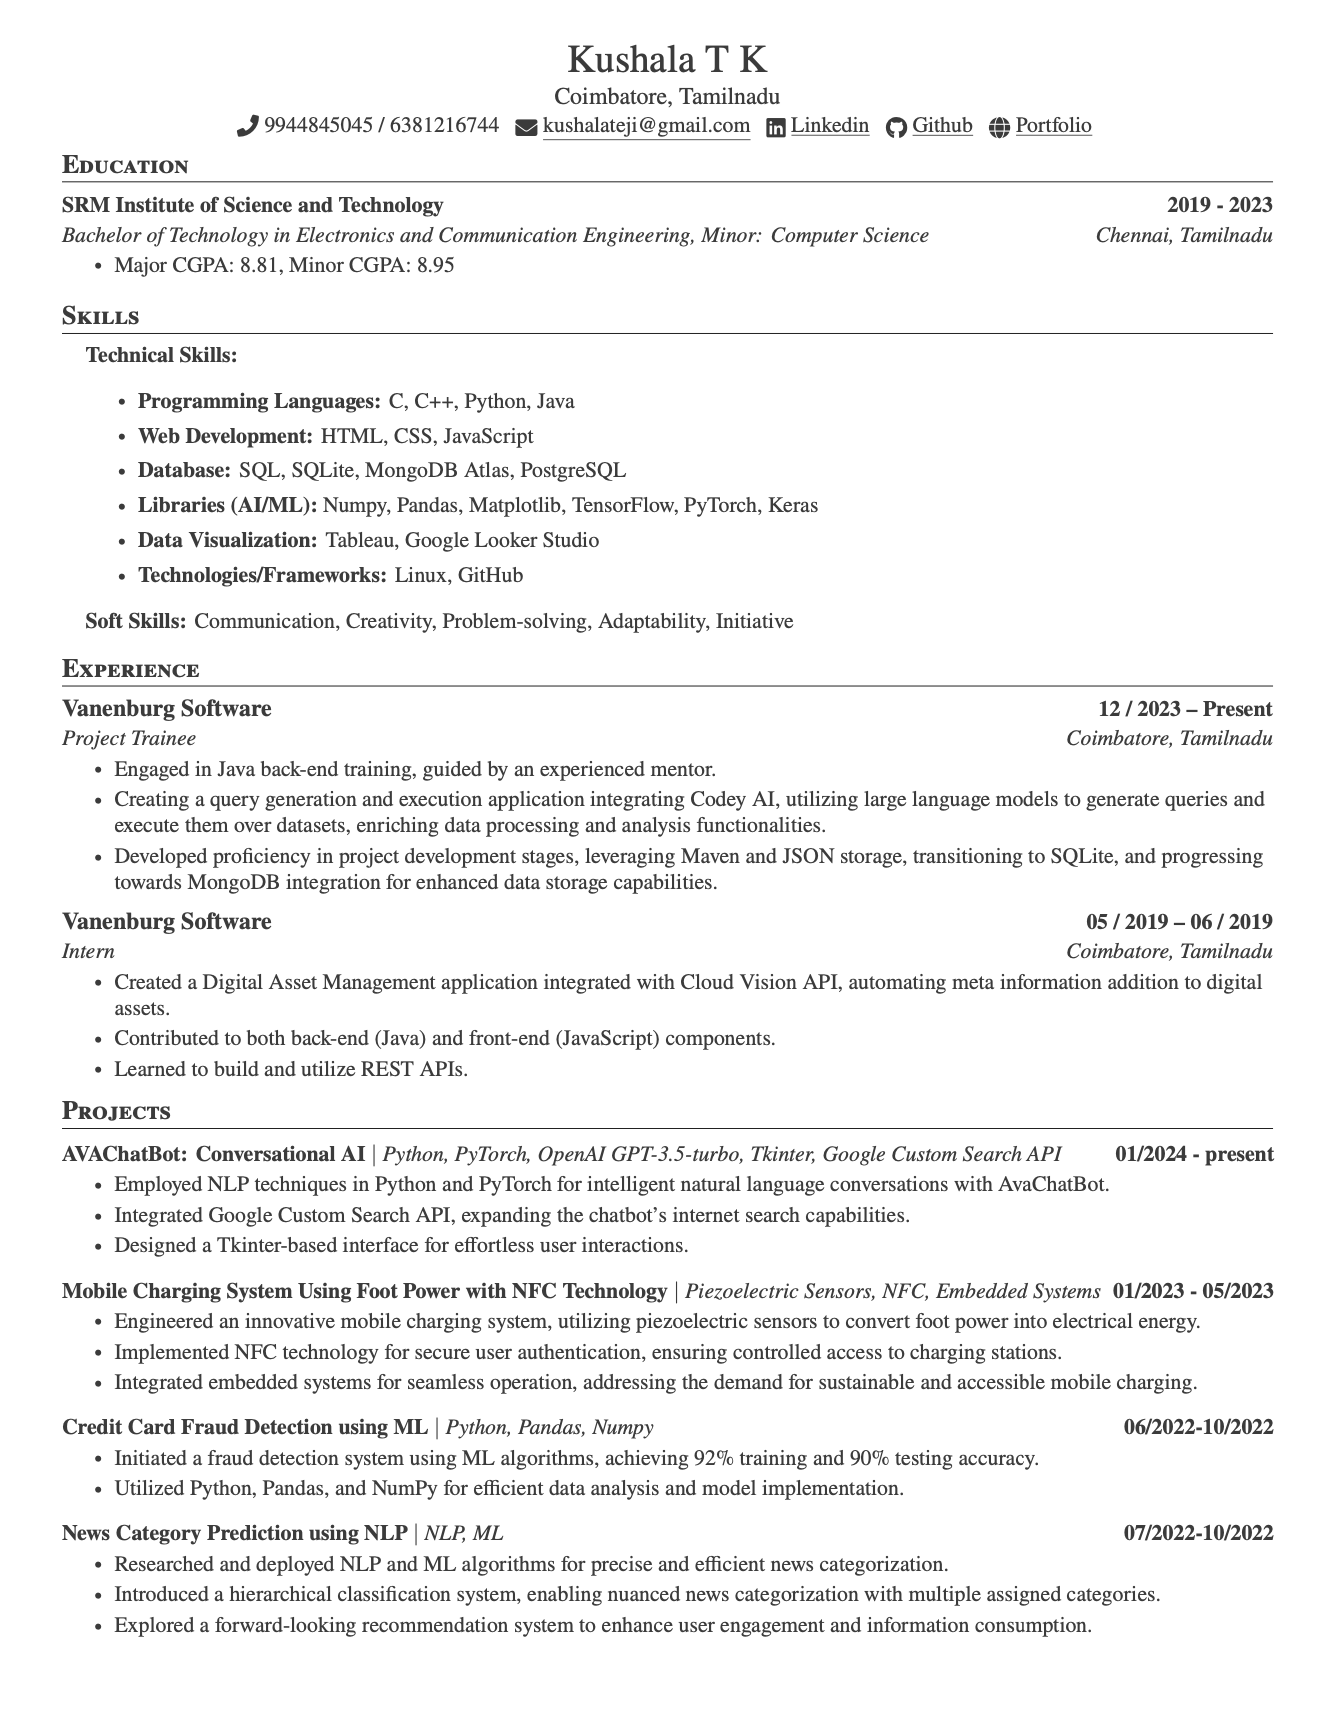 Kushala T K
Coimbatore, Tamilnadu
9944845045 / 6381216744 kushalateji@gmail.com Linkedin Github Portfolio
Education
SRM Institute of Science and Technology 2019 - 2023
Bachelor of Technology in Electronics and Communication Engineering, Minor: Computer Science Chennai, Tamilnadu
• Major CGPA: 8.81, Minor CGPA: 8.95
Skills
Technical Skills:
• Programming Languages: C, C++, Python, Java
• Web Development: HTML, CSS, JavaScript
• Database: SQL, SQLite, MongoDB Atlas, PostgreSQL
• Libraries (AI/ML): Numpy, Pandas, Matplotlib, TensorFlow, PyTorch, Keras
• Data Visualization: Tableau, Google Looker Studio
• Technologies/Frameworks: Linux, GitHub
Soft Skills: Communication, Creativity, Problem-solving, Adaptability, Initiative
Experience
Vanenburg Software 12 / 2023 – Present
Project Trainee Coimbatore, Tamilnadu
• Engaged in Java back-end training, guided by an experienced mentor.
• Creating a query generation and execution application integrating Codey AI, utilizing large language models to generate queries and
execute them over datasets, enriching data processing and analysis functionalities.
• Developed proficiency in project development stages, leveraging Maven and JSON storage, transitioning to SQLite, and progressing
towards MongoDB integration for enhanced data storage capabilities.
Vanenburg Software 05 / 2019 – 06 / 2019
Intern Coimbatore, Tamilnadu
• Created a Digital Asset Management application integrated with Cloud Vision API, automating meta information addition to digital
assets.
• Contributed to both back-end (Java) and front-end (JavaScript) components.
• Learned to build and utilize REST APIs.
Projects
AVAChatBot: Conversational AI | Python, PyTorch, OpenAI GPT-3.5-turbo, Tkinter, Google Custom Search API 01/2024 - present
• Employed NLP techniques in Python and PyTorch for intelligent natural language conversations with AvaChatBot.
• Integrated Google Custom Search API, expanding the chatbot's internet search capabilities.
• Designed a Tkinter-based interface for effortless user interactions.
Mobile Charging System Using Foot Power with NFC Technology | Piezoelectric Sensors, NFC, Embedded Systems 01/2023 - 05/2023
• Engineered an innovative mobile charging system, utilizing piezoelectric sensors to convert foot power into electrical energy.
• Implemented NFC technology for secure user authentication, ensuring controlled access to charging stations.
• Integrated embedded systems for seamless operation, addressing the demand for sustainable and accessible mobile charging.
Credit Card Fraud Detection using ML | Python, Pandas, Numpy 06/2022-10/2022
• Initiated a fraud detection system using ML algorithms, achieving 92% training and 90% testing accuracy.
• Utilized Python, Pandas, and NumPy for efficient data analysis and model implementation.
News Category Prediction using NLP | NLP, ML 07/2022-10/2022
• Researched and deployed NLP and ML algorithms for precise and efficient news categorization.
• Introduced a hierarchical classification system, enabling nuanced news categorization with multiple assigned categories.
• Explored a forward-looking recommendation system to enhance user engagement and information consumption.